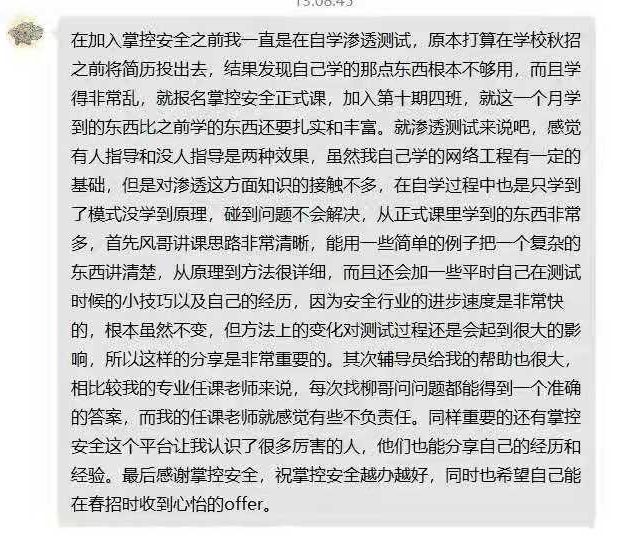 在加入掌控安全之前我一直是在自学渗透测试，原本打算在学校秋招
之前将简历投出去，结果发现自己学的那点东西根本不够用，而且学
得非常乱，就报名掌控安全正式课，加入第十期四班，就这一个月学
到的东西比之前学的东西还要扎实和丰富。就渗透测试来说吧，感觉
有人指导和没人指导是两种效果，虽然我自己学的网络工程有一定的
基础，但是对渗透这方面知识的接触不多，在自学过程中也是只学到
了模式没学到原理，碰到问题不会解决，从正式课里学到的东西非常
多，首先风哥讲课思路非常清晰，能用一些简单的例子把一个复杂的
东西讲清楚，从原理到方法很详细，而且还会加一些平时自己在测试
时候的小技巧以及自己的经历，因为安全行业的进步速度是非常快
的，根本虽然不变，但方法上的变化对测试过程还是会起到很大的影
响，所以这样的分享是非常重要的。其次辅导员给我的帮助也很大，
相比较我的专业任课老师来说，每次找柳哥问问题都能得到一个准确
的答案，而我的任课老师就感觉有些不负责任。同样重要的还有掌控
安全这个平台让我认识了很多厉害的人，他们也能分享自己的经历和
经验。最后感谢掌控安全，祝掌控安全越办越好，同时也希望自己能
在春招时收到心怡的offer。